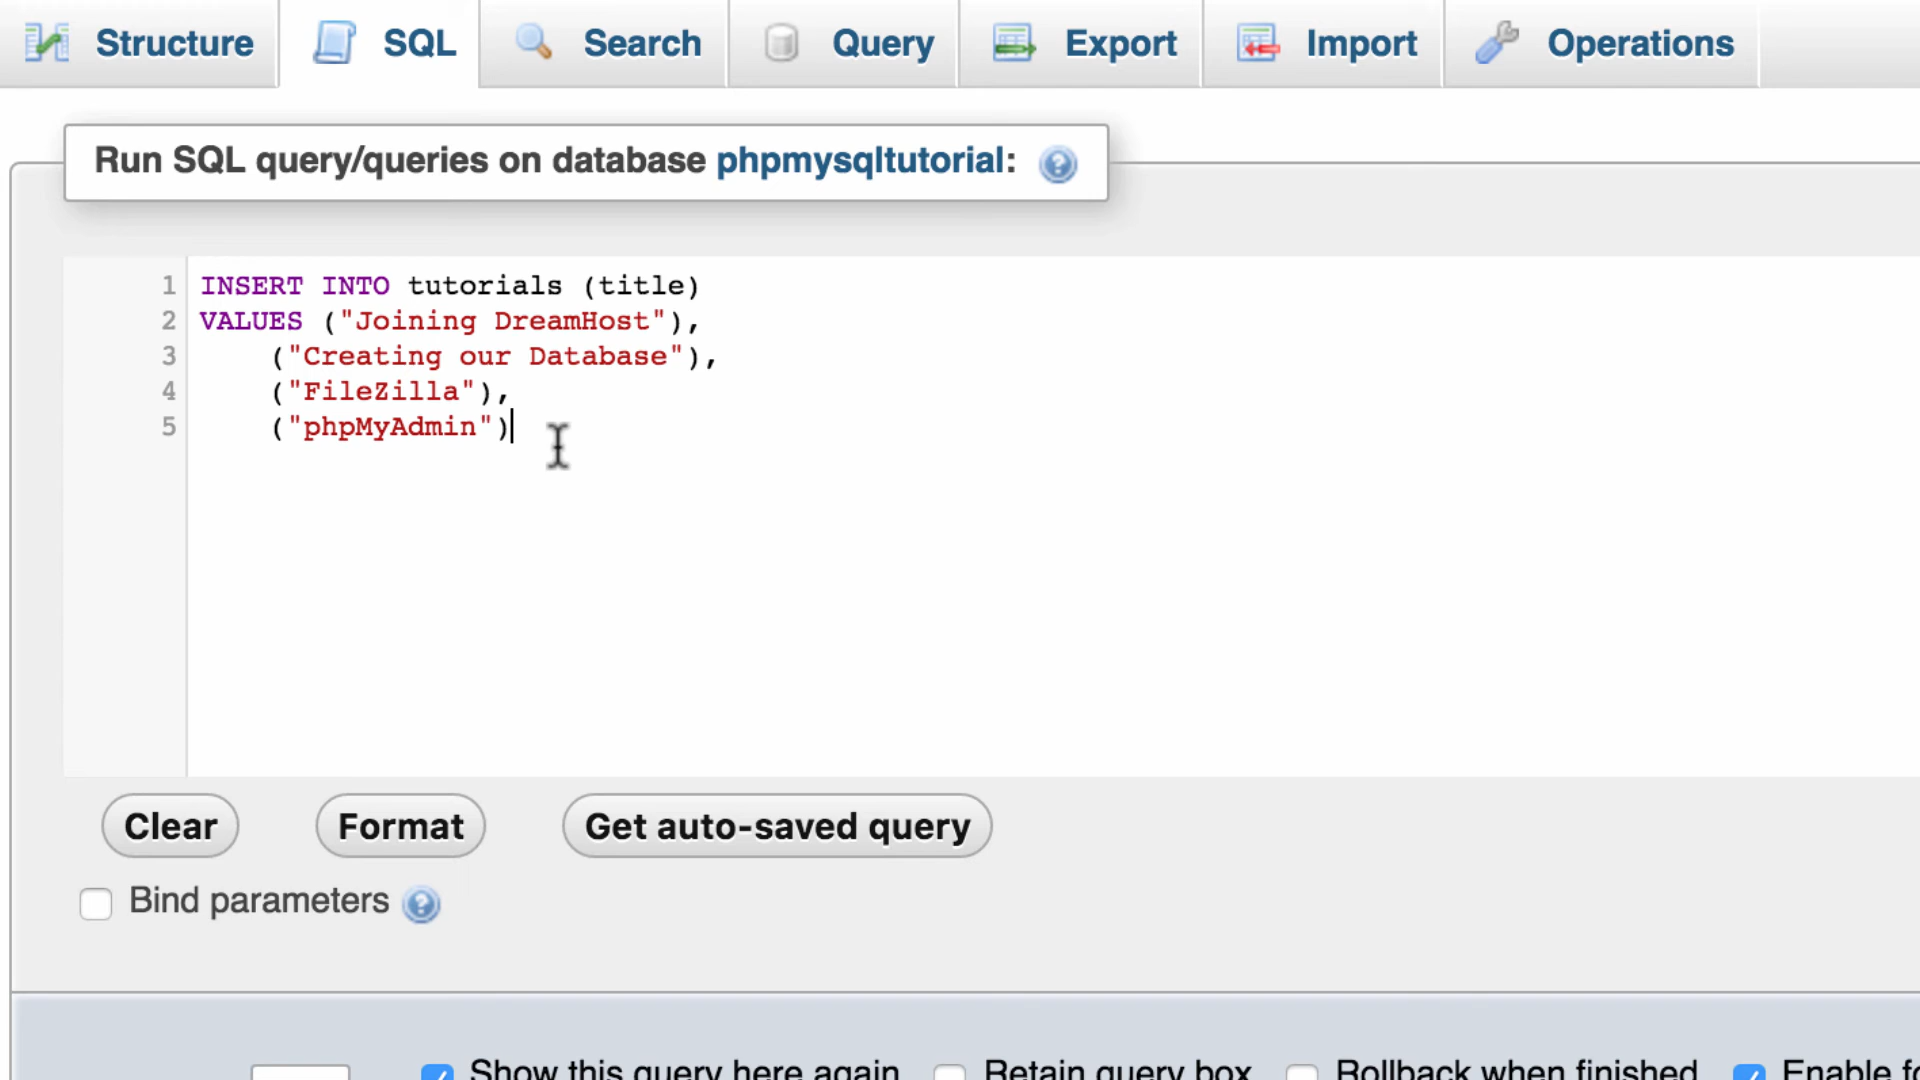 Structure SQL Search Query Export Import Operations
Run SQL query/queries on database phpmysqltutorial:
1 INSERT INTO tutorials (title)
2 VALUES ("Joining DreamHost"),
3 ("Creating our Database"),
4 ("FileZilla"),
5 ("phpMyAdmin")
Clear Format Get auto-saved query
Bind parameters
Show this query here again Retain query box Rollback when finished Enable